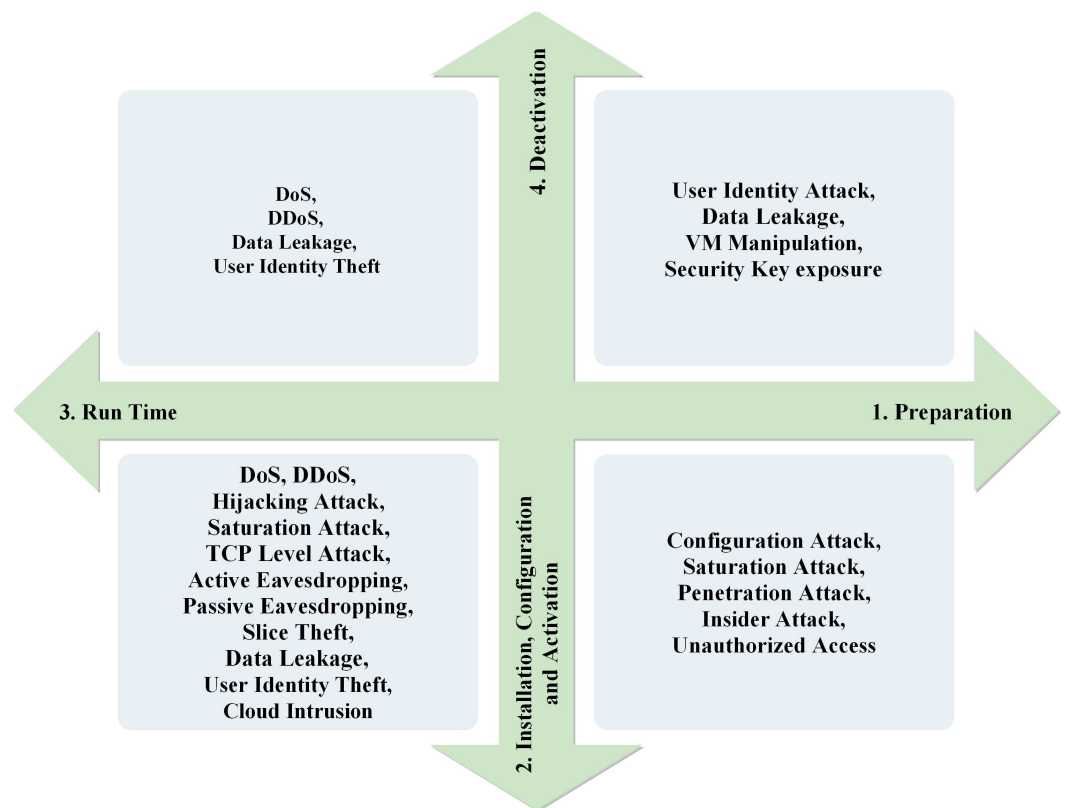 4. Deactivation
DoS,
DDoS,
Data Leakage,
User Identity Theft
User Identity Attack,
Data Leakage,
VM Manipulation,
Security Key exposure
3. Run Time
1. Preparation
DoS, DDoS,
Hijacking Attack,
Saturation Attack,
TCP Level Attack,
Active Eavesdropping,
Passive Eavesdropping,
Slice Theft,
Data Leakage,
User Identity Theft,
Cloud Intrusion
2. Installation, Configuration
and Activation
Configuration Attack,
Saturation Attack,
Penetration Attack,
Insider Attack,
Unauthorized Access